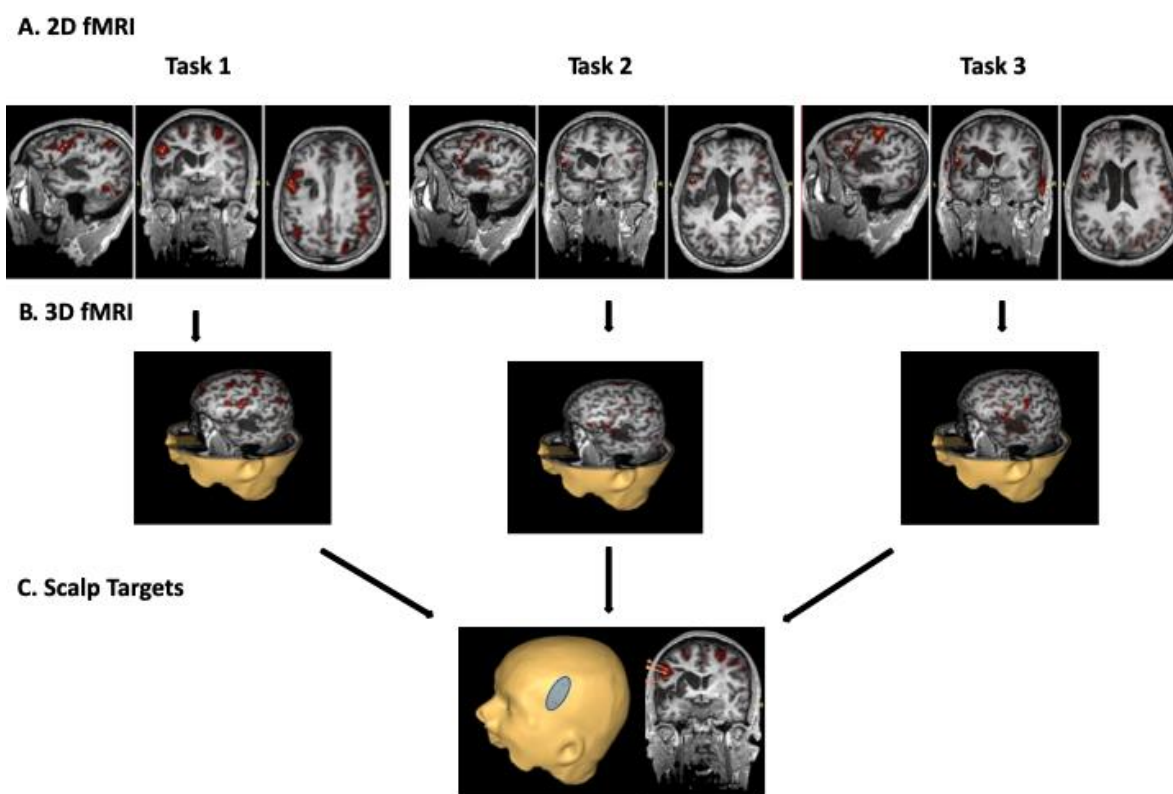 A. 2D fMRI
Task 1
Task 2
Task 3
L
R
L
R
L
R
B. 3D fMRI
C. Scalp Targets